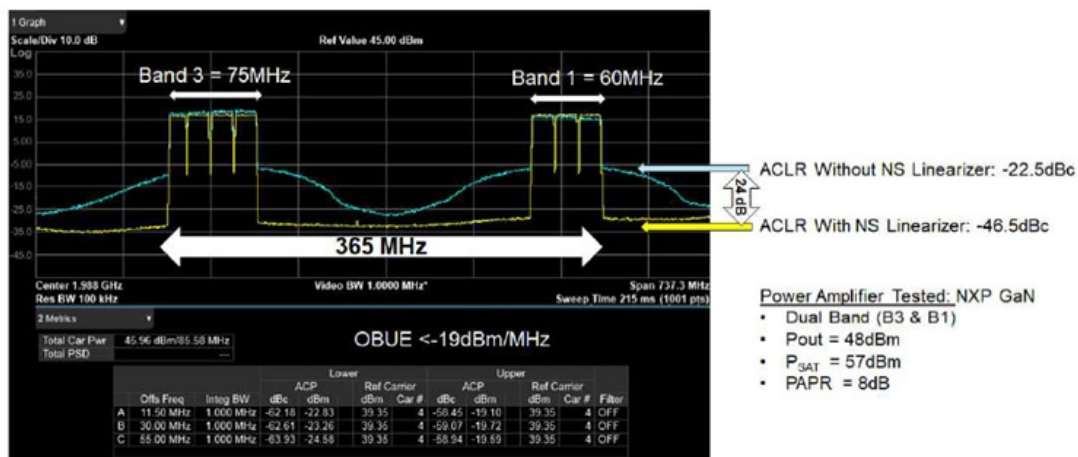 1 Graph
Scale/Div 10.0 dB
Ref Value 45.00 dBm
Log
35.0
25.0
15.0
5.00
-5.00
-15.0
-25.0
-35.0
-45.0
Band 3 = 75MHz
Band 1 = 60MHz
365 MHz
24 dB
ACLR Without NS Linearizer: -22.5dBc
ACLR With NS Linearizer: -46.5dBc
Center 1.988 GHz
Video BW 1.0000 MHz*
Span 737.3 MHz
Res BW 100 kHz
Sweep Time 215 ms (1001 pts)
Power Amplifier Tested: NXP GaN
• Dual Band (B3 & B1)
• Pout = 48dBm
• PSAT = 57dBm
• PAPR = 8dB
2 Metrics
Total Car Pwr 45.96 dBm/85.58 MHz
Total PSD ---
OBUE <-19dBm/MHz
Lower Upper
ACP Ref Carrier ACP Ref Carrier
Offs Freq Integ BW dBc dBm dBm Car # dBc dBm dBm Car # Filter
A 11.50 MHz 1.000 MHz -62.18 -22.83 39.35 4 -58.45 -19.10 39.35 4 OFF
B 30.00 MHz 1.000 MHz -62.61 -23.26 39.35 4 -59.07 -19.72 39.35 4 OFF
C 55.00 MHz 1.000 MHz -63.93 -24.58 39.35 4 -58.94 -19.59 39.35 4 OFF